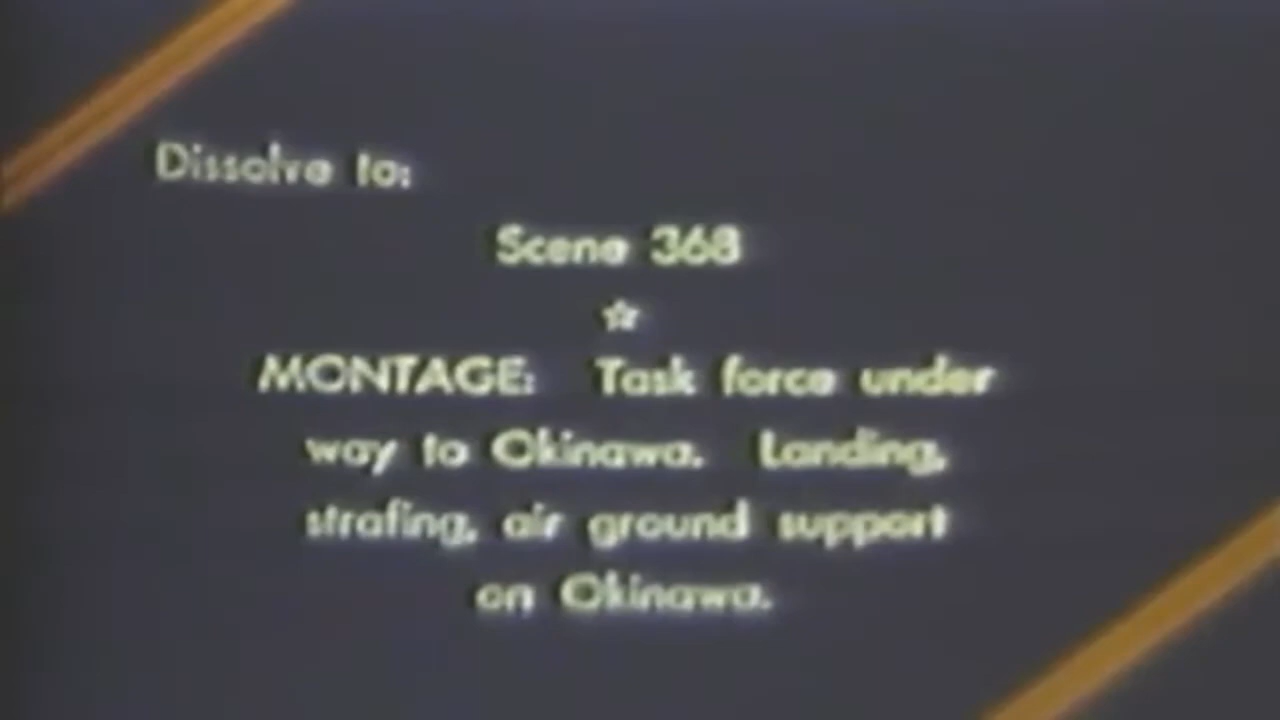 Dissolve to:
Scene 368
☆
MONTAGE: Task force under
way to Okinawa. Landing,
strafing, air ground support
on Okinawa.